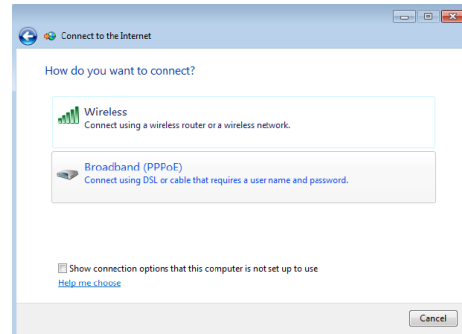 Connect to the Internet
How do you want to connect?
Wireless
Connect using a wireless router or a wireless network.
Broadband (PPPoE)
Connect using DSL or cable that requires a user name and password.
Show connection options that this computer is not set up to use
Help me choose
Cancel